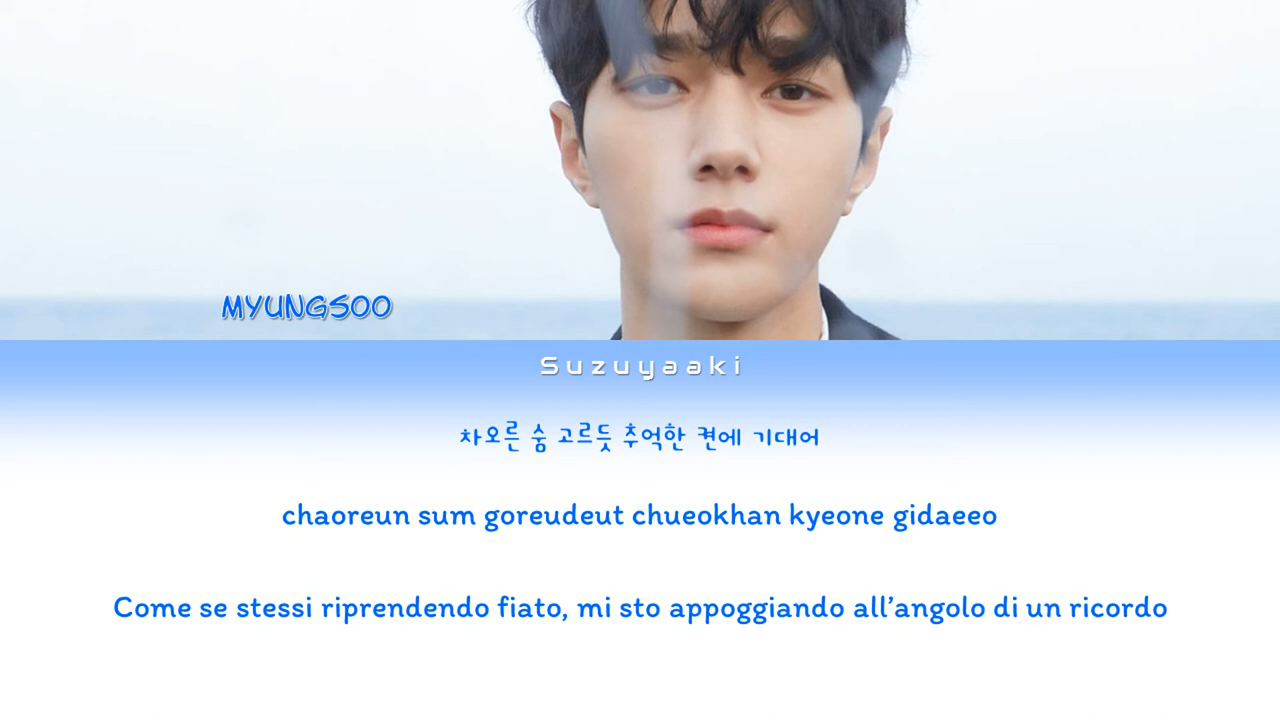 MYUNGSOO
Suzuyaaki
차오른 숨 고르듯 추억한 켠에 기대어
chaoreun sum goreudeut chueokhan kyeone gidaeeo
Come se stessi riprendendo fiato, mi sto appoggiando all’angolo di un ricordo